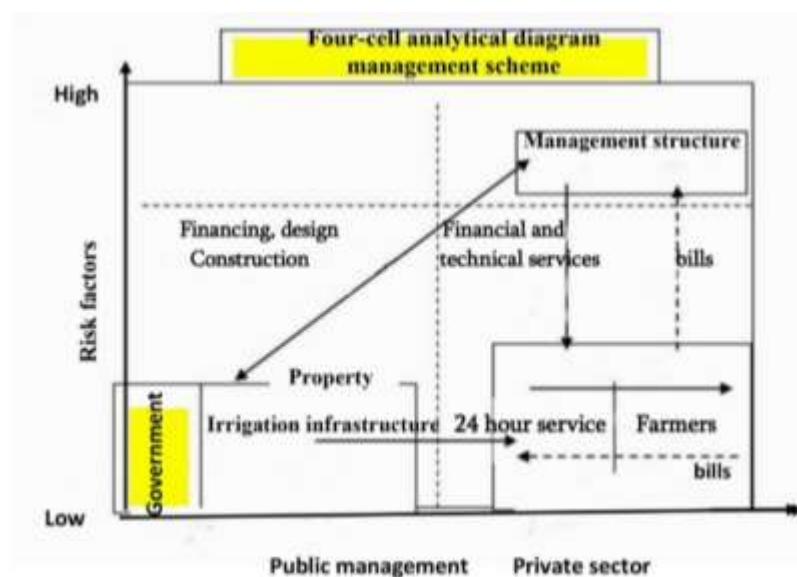 Four-cell analytical diagram
management scheme
High
Management structure
Financing, design
Construction
Financial and
technical services
bills
Risk factors
Property
Government
Irrigation infrastructure
24 hour service
Farmers
bills
Low
Public management
Private sector